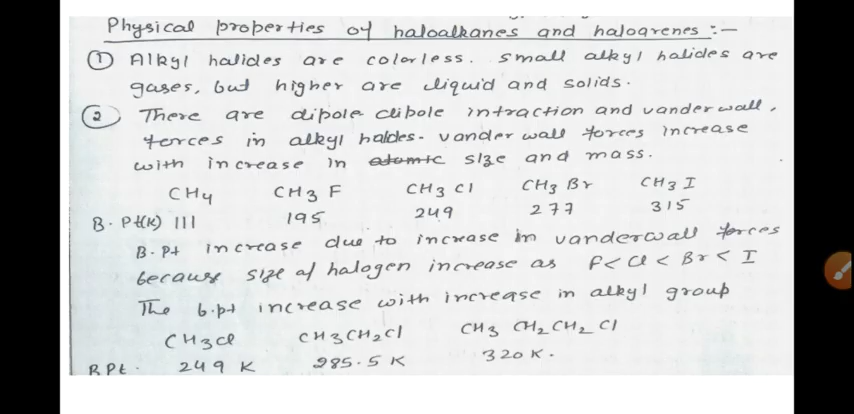 Physical properties of haloalkanes and haloarenes :-
① Alkyl halides are colorless. small alkyl halides are
gases, but higher are liquid and solids.
② There are dipole-dipole intraction and vanderwall,
forces in alkyl haldes- vander wall forces increase
with increase in atomic size and mass.
CH4 CH3 F CH3 Cl CH3 Br CH3 I
B. Pt(K) 111 195 249 277 315
B. Pt increase due to increase in vanderwall forces
because size of halogen increase as F< Cl < Br < I
The b.pt increase with increase in alkyl group
CH3Cl CH3CH2Cl CH3 CH2 CH2 Cl
B Pt. 249 K 285.5 K 320 K.